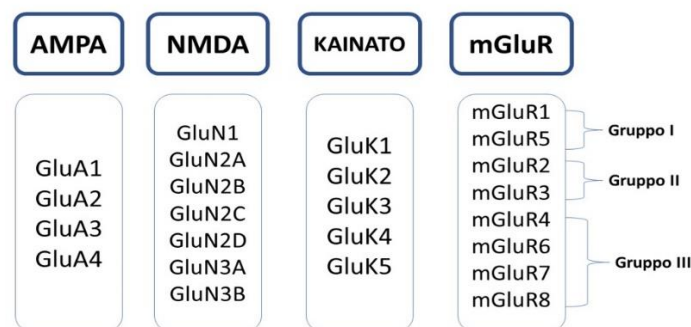 AMPA
NMDA
KAINATO
mGluR
GluA1
GluA2
GluA3
GluA4
GluN1
GluN2A
GluN2B
GluN2C
GluN2D
GluN3A
GluN3B
GluK1
GluK2
GluK3
GluK4
GluK5
mGluR1
mGluR5
mGluR2
mGluR3
mGluR4
mGluR6
mGluR7
mGluR8
Gruppo I
Gruppo II
Gruppo III